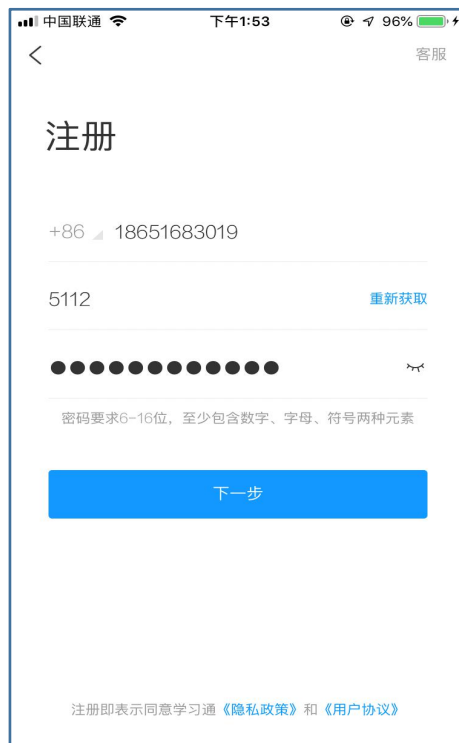 中国联通 下午1:53 96%
客服
注册
+86 18651683019
5112 重新获取
●●●●●●●●●●●●
密码要求6-16位，至少包含数字、字母、符号两种元素
下一步
注册即表示同意学习通《隐私政策》和《用户协议》